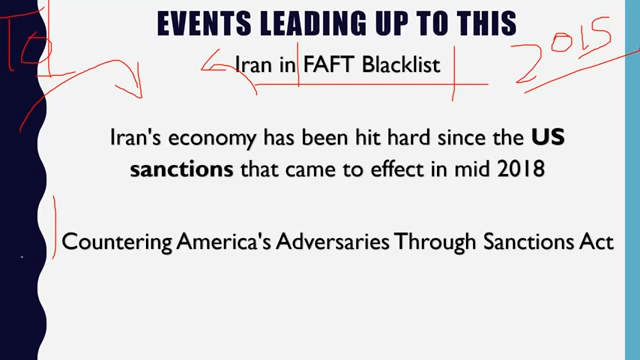 EVENTS LEADING UP TO THIS
Iran in FAFT Blacklist
2015
Iran's economy has been hit hard since the US
sanctions that came to effect in mid 2018
Countering America's Adversaries Through Sanctions Act